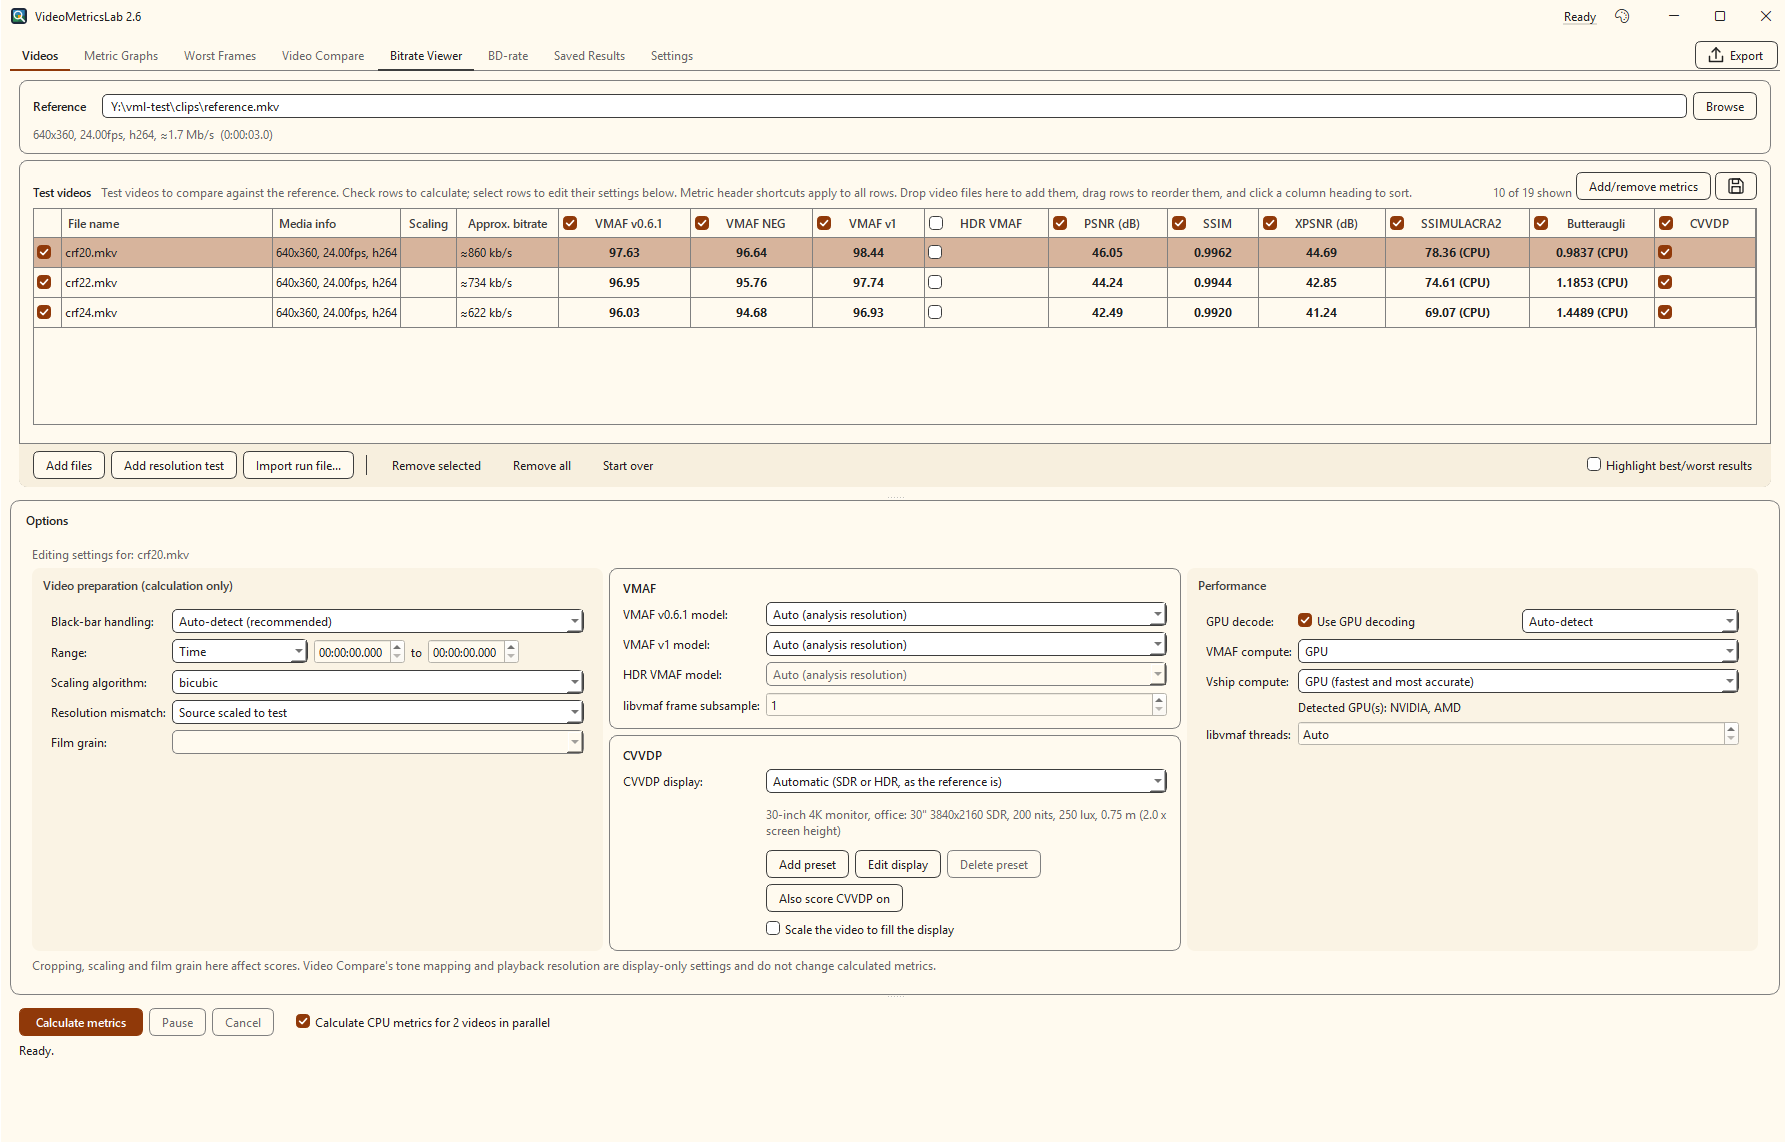 VideoMetricsLab 2.6
Ready
Videos Metric Graphs Worst Frames Video Compare Bitrate Viewer BD-rate Saved Results Settings Export
Reference Y:\vml-test\clips\reference.mkv Browse
640x360, 24.00fps, h264, ≈1.7 Mb/s (0:00:03.0)
Test videos Test videos to compare against the reference. Check rows to calculate; select rows to edit their settings below. Metric header shortcuts apply to all rows. Drop video files here to add them, drag rows to reorder them, and click a column heading to sort. 10 of 19 shown Add/remove metrics
File name Media info Scaling Approx. bitrate VMAF v0.6.1 VMAF NEG VMAF v1 HDR VMAF PSNR (dB) SSIM XPSNR (dB) SSIMULACRA2 Butteraugli CVVDP
crf20.mkv 640x360, 24.00fps, h264 ≈860 kb/s 97.63 96.64 98.44 46.05 0.9962 44.69 78.36 (CPU) 0.9837 (CPU)
crf22.mkv 640x360, 24.00fps, h264 ≈734 kb/s 96.95 95.76 97.74 44.24 0.9944 42.85 74.61 (CPU) 1.1853 (CPU)
crf24.mkv 640x360, 24.00fps, h264 ≈622 kb/s 96.03 94.68 96.93 42.49 0.9920 41.24 69.07 (CPU) 1.4489 (CPU)
Add files Add resolution test Import run file... Remove selected Remove all Start over Highlight best/worst results
Options
Editing settings for: crf20.mkv
Video preparation (calculation only)
Black-bar handling: Auto-detect (recommended)
Range: Time 00:00:00.000 to 00:00:00.000
Scaling algorithm: bicubic
Resolution mismatch: Source scaled to test
Film grain:
VMAF
VMAF v0.6.1 model: Auto (analysis resolution)
VMAF v1 model: Auto (analysis resolution)
HDR VMAF model: Auto (analysis resolution)
libvmaf frame subsample: 1
CVVDP
CVVDP display: Automatic (SDR or HDR, as the reference is)
30-inch 4K monitor, office: 30" 3840x2160 SDR, 200 nits, 250 lux, 0.75 m (2.0 x
screen height)
Add preset Edit display Delete preset
Also score CVVDP on
Scale the video to fill the display
Performance
GPU decode: Use GPU decoding Auto-detect
VMAF compute: GPU
Vship compute: GPU (fastest and most accurate)
Detected GPU(s): NVIDIA, AMD
libvmaf threads: Auto
Cropping, scaling and film grain here affect scores. Video Compare's tone mapping and playback resolution are display-only settings and do not change calculated metrics.
Calculate metrics Pause Cancel Calculate CPU metrics for 2 videos in parallel
Ready.